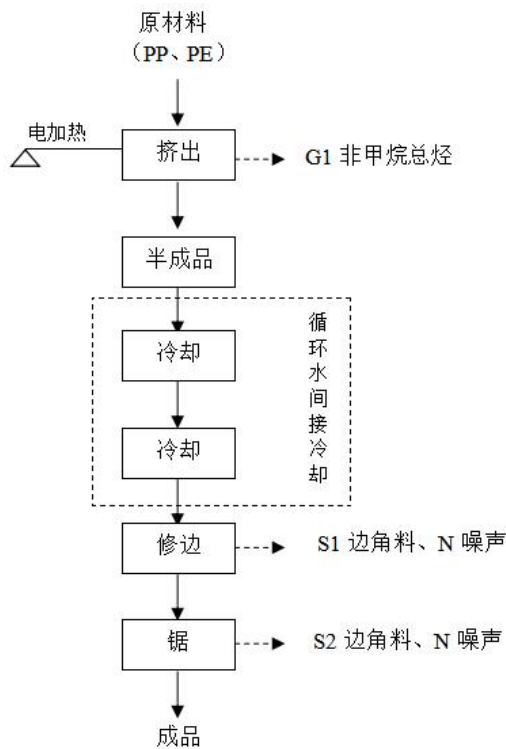 原材料
（PP、PE）
电加热
挤出
G1 非甲烷总烃
半成品
冷却
循环水间接冷却
冷却
修边
S1 边角料、N 噪声
锯
S2 边角料、N 噪声
成品